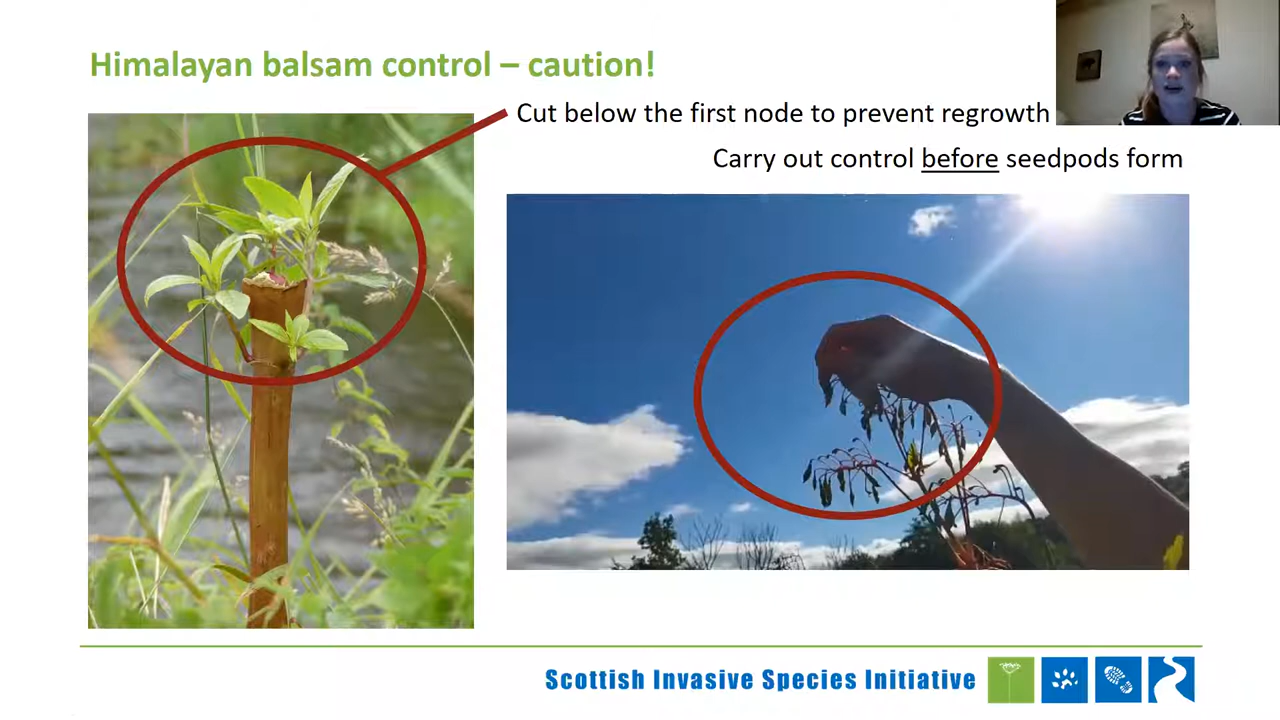 Himalayan balsam control – caution!
Cut below the first node to prevent regrowth
Carry out control before seedpods form
Scottish Invasive Species Initiative